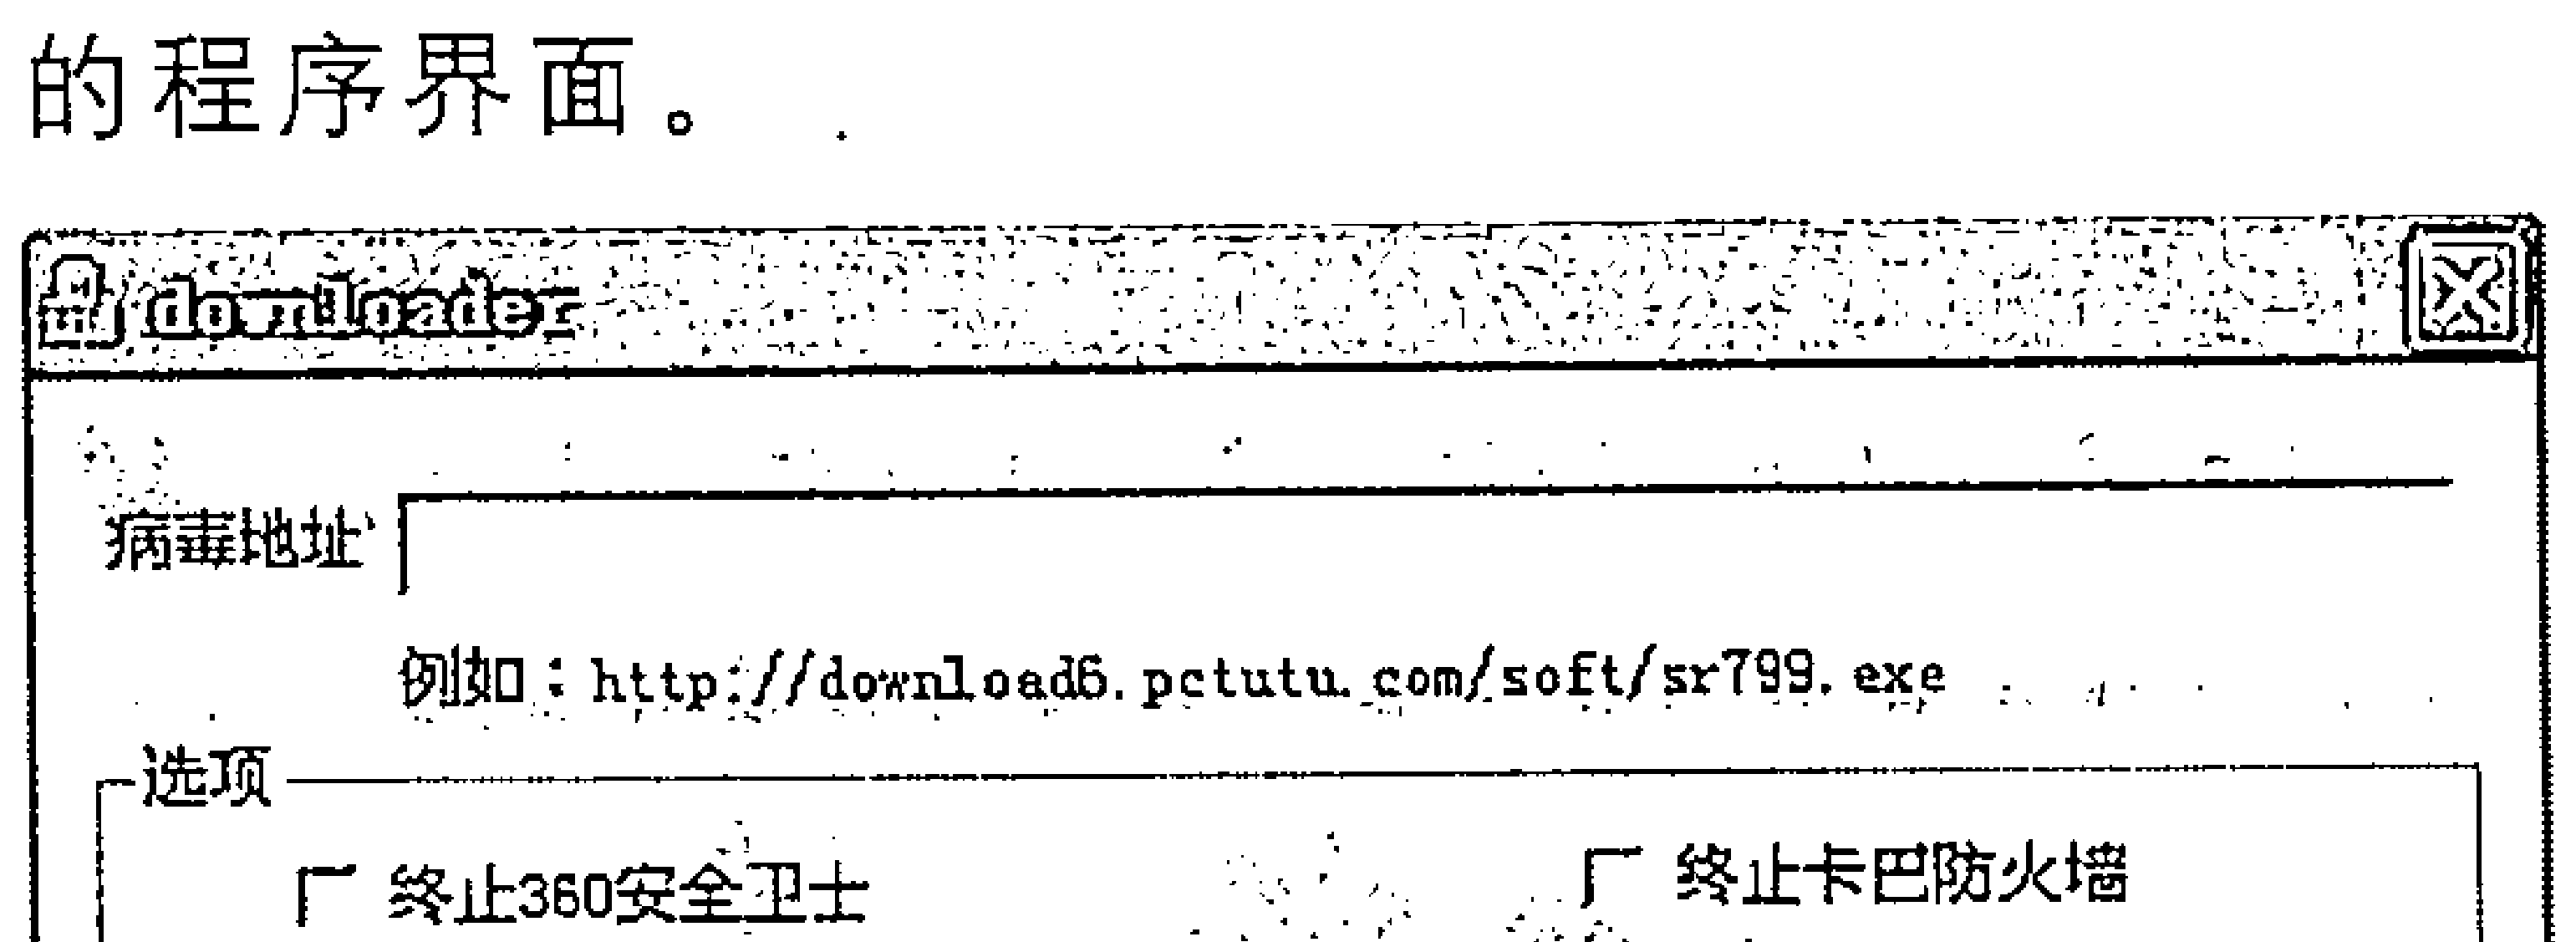 的程序界面。
downloader
病毒地址
例如：http://download6.pctutu.com/soft/sr799.exe
选项
终止360安全卫士 终止卡巴防火墙